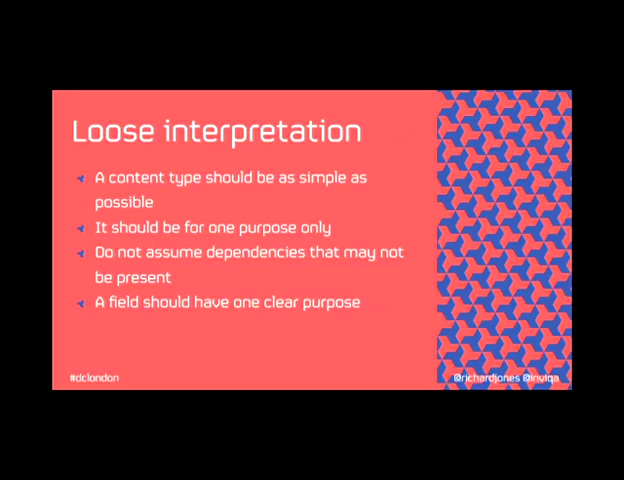 Loose interpretation
A content type should be as simple as
possible
It should be for one purpose only
Do not assume dependencies that may not
be present
A field should have one clear purpose
#dclondon
@richardjones @inviqa